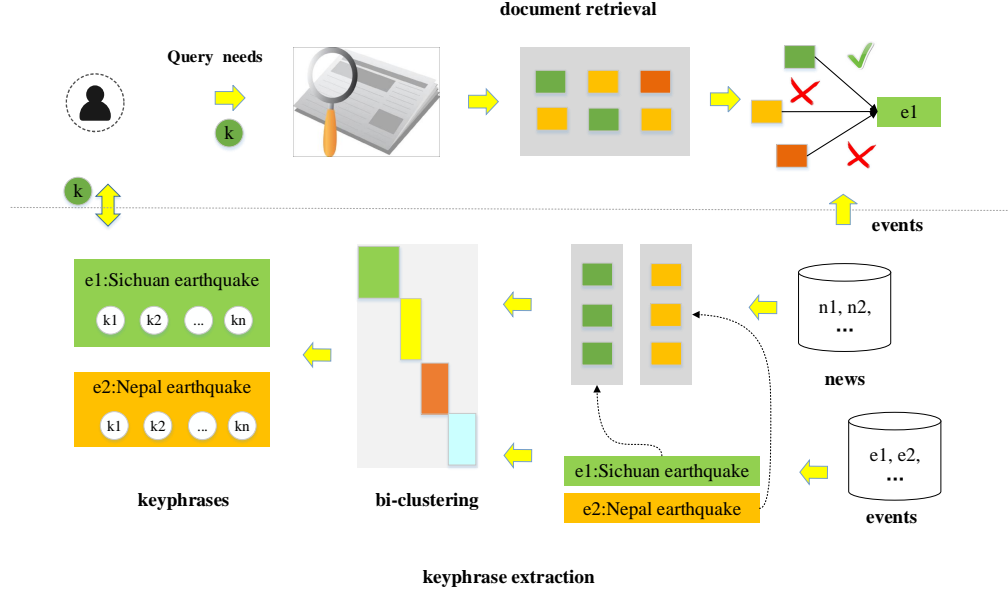 document retrieval
Query needs
k
e1
k
events
e1:Sichuan earthquake
k1 k2 ... kn
e2:Nepal earthquake
k1 k2 ... kn
n1, n2,
...
news
e1:Sichuan earthquake
e2:Nepal earthquake
e1, e2,
...
events
keyphrases
bi-clustering
keyphrase extraction